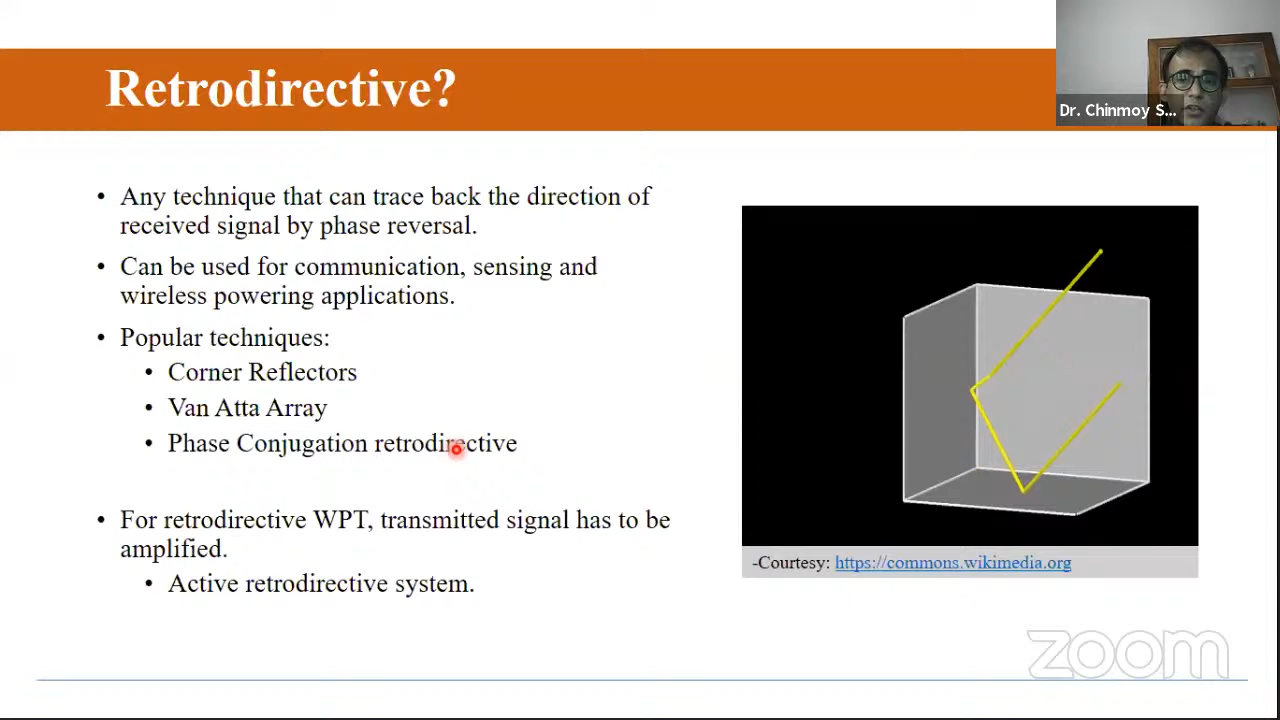 Retrodirective?
Dr. Chinmoy S...
• Any technique that can trace back the direction of
received signal by phase reversal.
• Can be used for communication, sensing and
wireless powering applications.
• Popular techniques:
• Corner Reflectors
• Van Atta Array
• Phase Conjugation retrodirective
• For retrodirective WPT, transmitted signal has to be
amplified.
• Active retrodirective system.
-Courtesy: https://commons.wikimedia.org
zoom